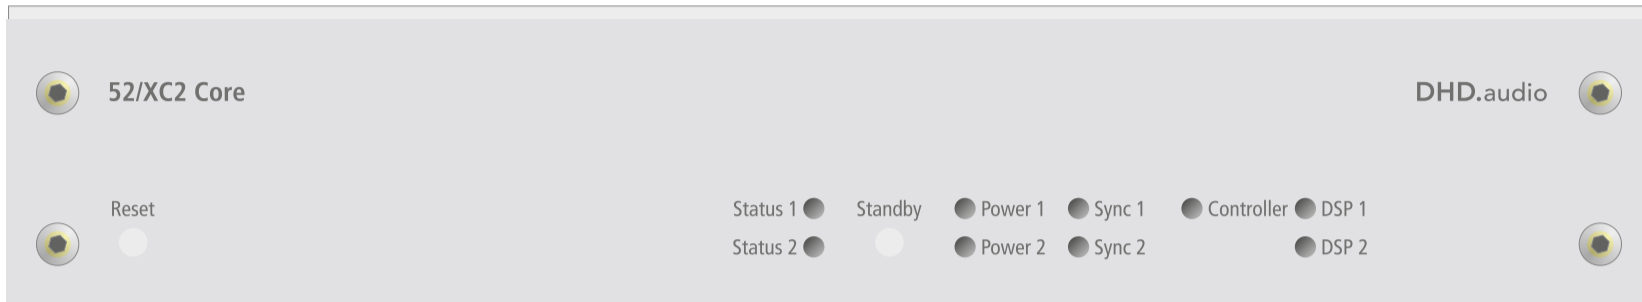 52/XC2 Core
DHD.audio
Reset
Status 1 Standby Power 1 Sync 1 Controller DSP 1
Status 2 Power 2 Sync 2 DSP 2